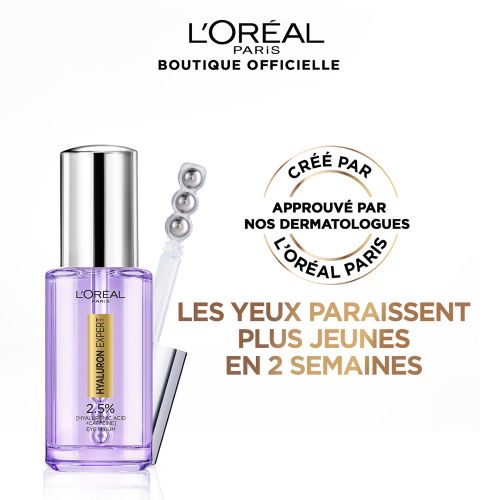 L'ORÉAL
PARIS
BOUTIQUE OFFICIELLE
CRÉÉ PAR
APPROUVÉ PAR
NOS DERMATOLOGUES
L'ORÉAL PARIS
LES YEUX PARAISSENT
PLUS JEUNES
EN 2 SEMAINES
L'ORÉAL
PARIS
HYALURON EXPERT
2.5%
[HYALURONIC ACID
+CAFFEINE]
EYE SERUM